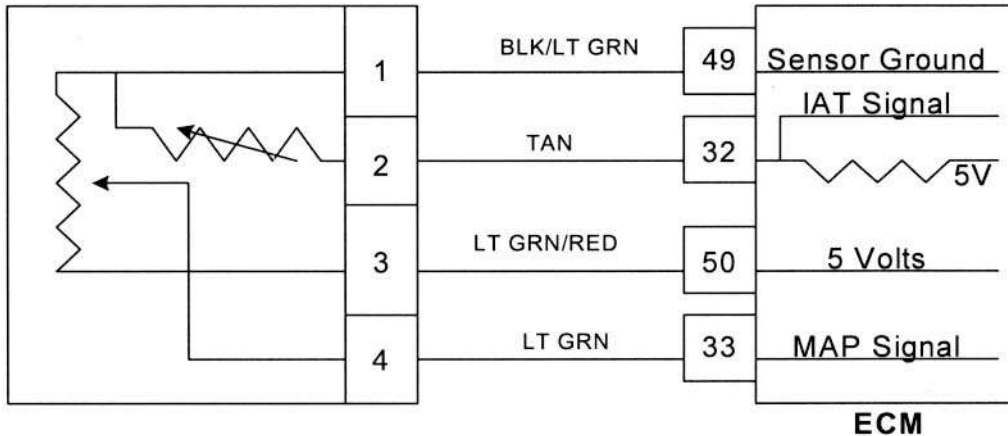 1 BLK/LT GRN 49 Sensor Ground
IAT Signal
2 TAN 32
5V
3 LT GRN/RED 50 5 Volts
4 LT GRN 33 MAP Signal
ECM